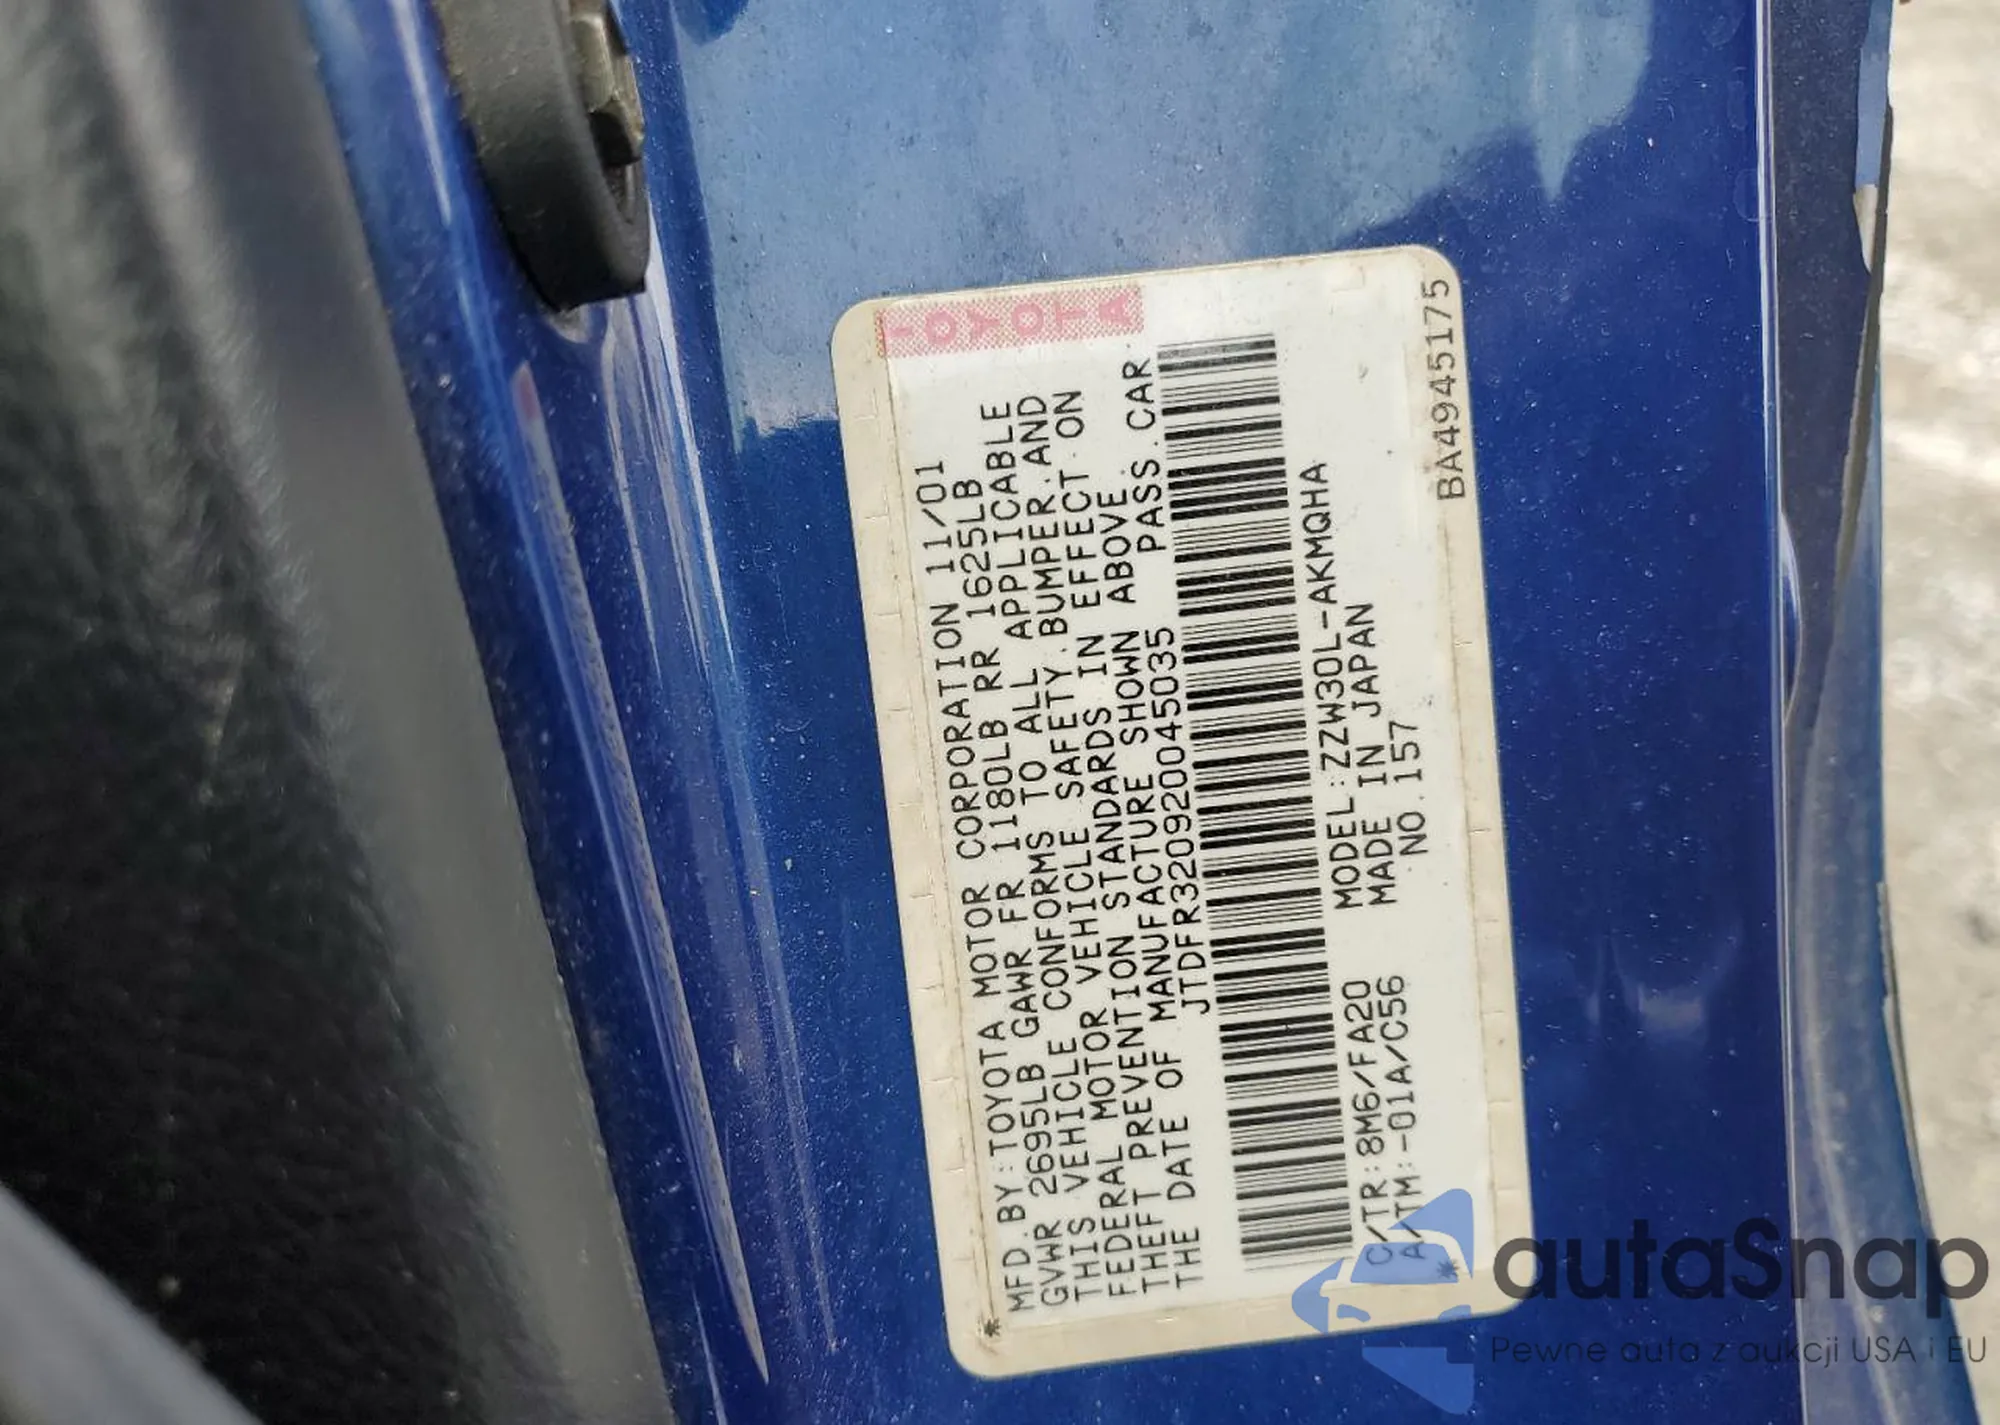 TOYOTA
MFD.BY:TOYOTA MOTOR CORPORATION 11/01
GVWR 2695LB GAWR FR 1180LB RR 1625LB
THIS VEHICLE CONFORMS TO ALL APPLICABLE
FEDERAL MOTOR VEHICLE SAFETY.BUMPER.AND
THEFT PREVENTION STANDARDS IN EFFECT ON
THE DATE OF MANUFACTURE SHOWN ABOVE.
JTDFR320920045035 PASS.CAR
C/TR:8M6/FA20 MODEL:ZZW30L-AKMQHA
A/TM:-01A/C56 MADE IN JAPAN
NO.157
BA4945175
autaSnap
Pewne auta z aukcji USA i EU